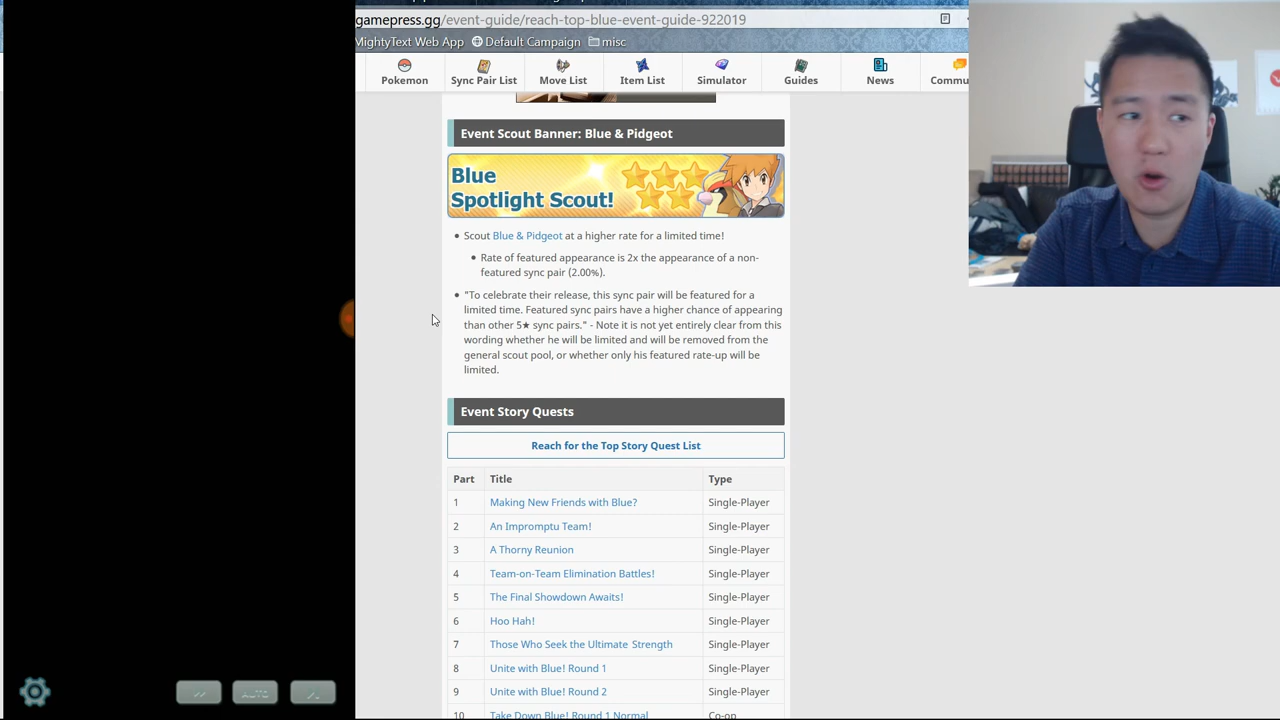 gamepress.gg/event-guide/reach-top-blue-event-guide-922019
MightyText Web App Default Campaign misc
Pokemon Sync Pair List Move List Item List Simulator Guides News Commu
Event Scout Banner: Blue & Pidgeot
Blue
Spotlight Scout!
• Scout Blue & Pidgeot at a higher rate for a limited time!
• Rate of featured appearance is 2x the appearance of a non-
featured sync pair (2.00%).
• "To celebrate their release, this sync pair will be featured for a
limited time. Featured sync pairs have a higher chance of appearing
than other 5★ sync pairs." - Note it is not yet entirely clear from this
wording whether he will be limited and will be removed from the
general scout pool, or whether only his featured rate-up will be
limited.
Event Story Quests
Reach for the Top Story Quest List
Part Title Type
1 Making New Friends with Blue? Single-Player
2 An Impromptu Team! Single-Player
3 A Thorny Reunion Single-Player
4 Team-on-Team Elimination Battles! Single-Player
5 The Final Showdown Awaits! Single-Player
6 Hoo Hah! Single-Player
7 Those Who Seek the Ultimate Strength Single-Player
8 Unite with Blue! Round 1 Single-Player
9 Unite with Blue! Round 2 Single-Player
10 Take Down Blue! Round 1 Normal Co-op
AUTO